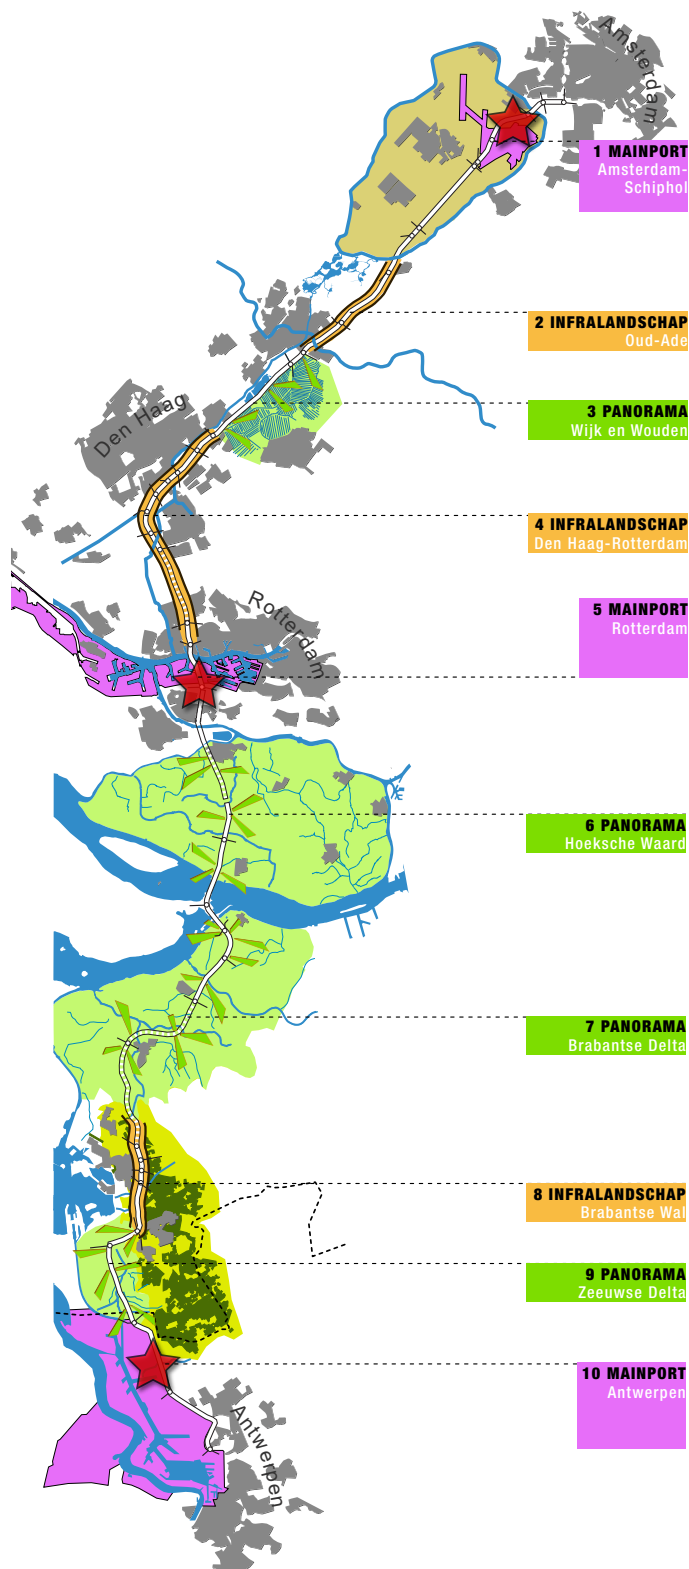 Amsterdam
1 MAINPORT
Amsterdam-
Schiphol
2 INFRALANDSCHAP
Oud-Ade
Den Haag
3 PANORAMA
Wijk en Wouden
4 INFRALANDSCHAP
Den Haag-Rotterdam
Rotterdam
5 MAINPORT
Rotterdam
6 PANORAMA
Hoeksche Waard
7 PANORAMA
Brabantse Delta
8 INFRALANDSCHAP
Brabantse Wal
9 PANORAMA
Zeeuwse Delta
10 MAINPORT
Antwerpen
Antwerpen